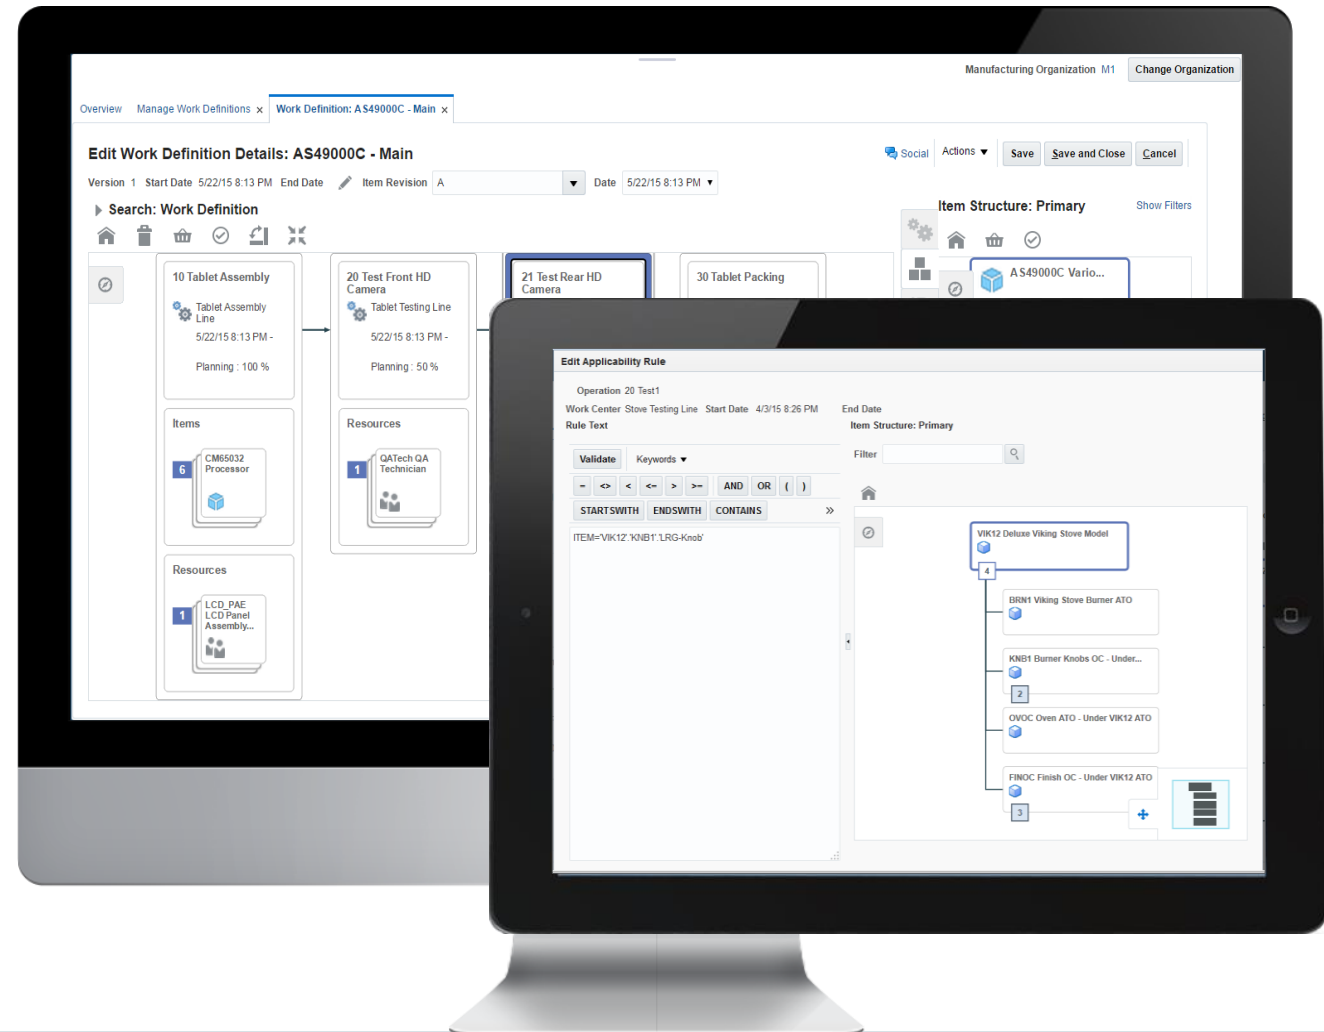 Manufacturing Organization M1 Change Organization
Overview Manage Work Definitions x Work Definition: AS49000C - Main x
Edit Work Definition Details: AS49000C - Main
Social Actions Save Save and Close Cancel
Version 1 Start Date 5/22/15 8:13 PM End Date Item Revision A Date 5/22/15 8:13 PM
Search: Work Definition
Item Structure: Primary Show Filters
10 Tablet Assembly
Tablet Assembly
Line
5/22/15 8:13 PM -
Planning : 100 %
Items
6
CM65032
Processor
Resources
1
LCD_PAE
LCD Panel
Assembly...
20 Test Front HD
Camera
Tablet Testing Line
5/22/15 8:13 PM -
Planning : 50 %
Resources
1
QATech QA
Technician
21 Test Rear HD
Camera
30 Tablet Packing
AS49000C Vario...
Edit Applicability Rule
Operation 20 Test1
Work Center Stove Testing Line Start Date 4/3/15 8:26 PM End Date
Rule Text
Item Structure: Primary
Validate Keywords
= <> < <= > >= AND OR ( )
STARTSWITH ENDSWITH CONTAINS »
ITEM='VIK12'.'KNB1'.'LRG-Knob'
Filter
VIK12 Deluxe Viking Stove Model
4
BRN1 Viking Stove Burner ATO
KNB1 Burner Knobs OC - Under...
2
OVOC Oven ATO - Under VIK12 ATO
FINOC Finish OC - Under VIK12 ATO
3